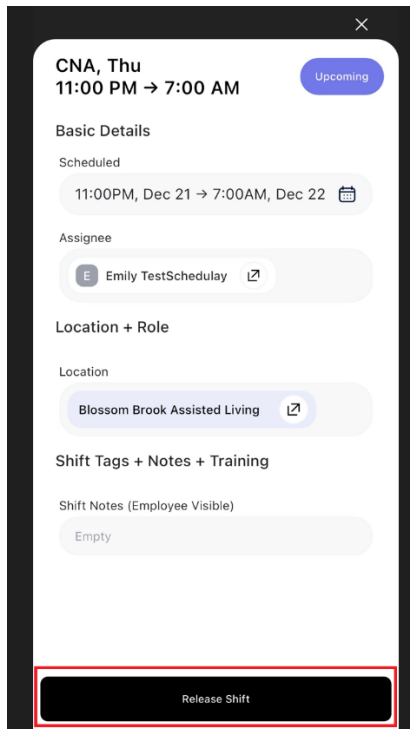 CNA, Thu
11:00 PM → 7:00 AM
Upcoming
Basic Details
Scheduled
11:00PM, Dec 21 → 7:00AM, Dec 22
Assignee
E Emily TestSchedulay
Location + Role
Location
Blossom Brook Assisted Living
Shift Tags + Notes + Training
Shift Notes (Employee Visible)
Empty
Release Shift